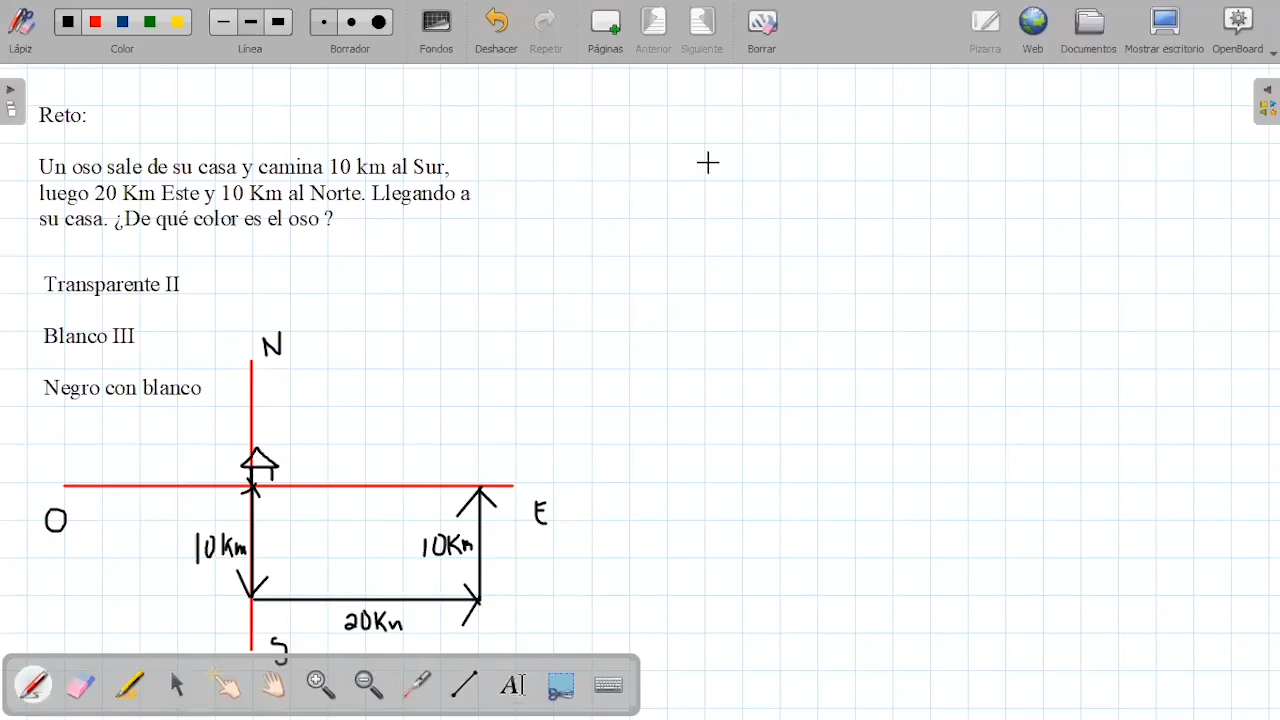 Lápiz Color Línea Borrador Fondos Deshacer Repetir Páginas Anterior Siguiente Borrar Pizarra Web Documentos Mostrar escritorio OpenBoard
Reto:
Un oso sale de su casa y camina 10 km al Sur,
luego 20 Km Este y 10 Km al Norte. Llegando a
su casa. ¿De qué color es el oso ?
Transparente II
Blanco III
N
Negro con blanco
O
E
10Km
10Km
20Km
S
AI